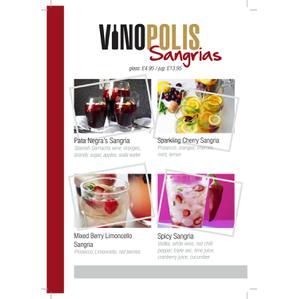 VINOPOLIS
Sangrias
glass: £4.95 / jug: £13.95
Pata Negra's Sangria
Spanish Garnacha wine, oranges,
brandy, sugar, apples, soda water
Sparkling Cherry Sangria
Prosecco, oranges, cherries,
mint, lemon
Mixed Berry Limoncello
Sangria
Prosecco, Limoncello, red berries
Spicy Sangria
Vodka, white wine, red chilli
pepper, triple sec, lime juice,
cranberry juice, cucumber